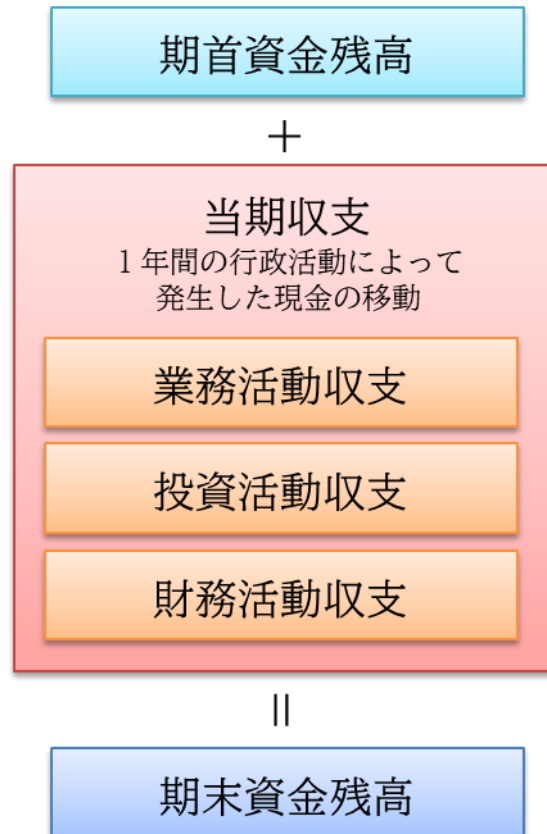 期首資金残高
＋
当期収支
１年間の行政活動によって
発生した現金の移動
業務活動収支
投資活動収支
財務活動収支
||
期末資金残高